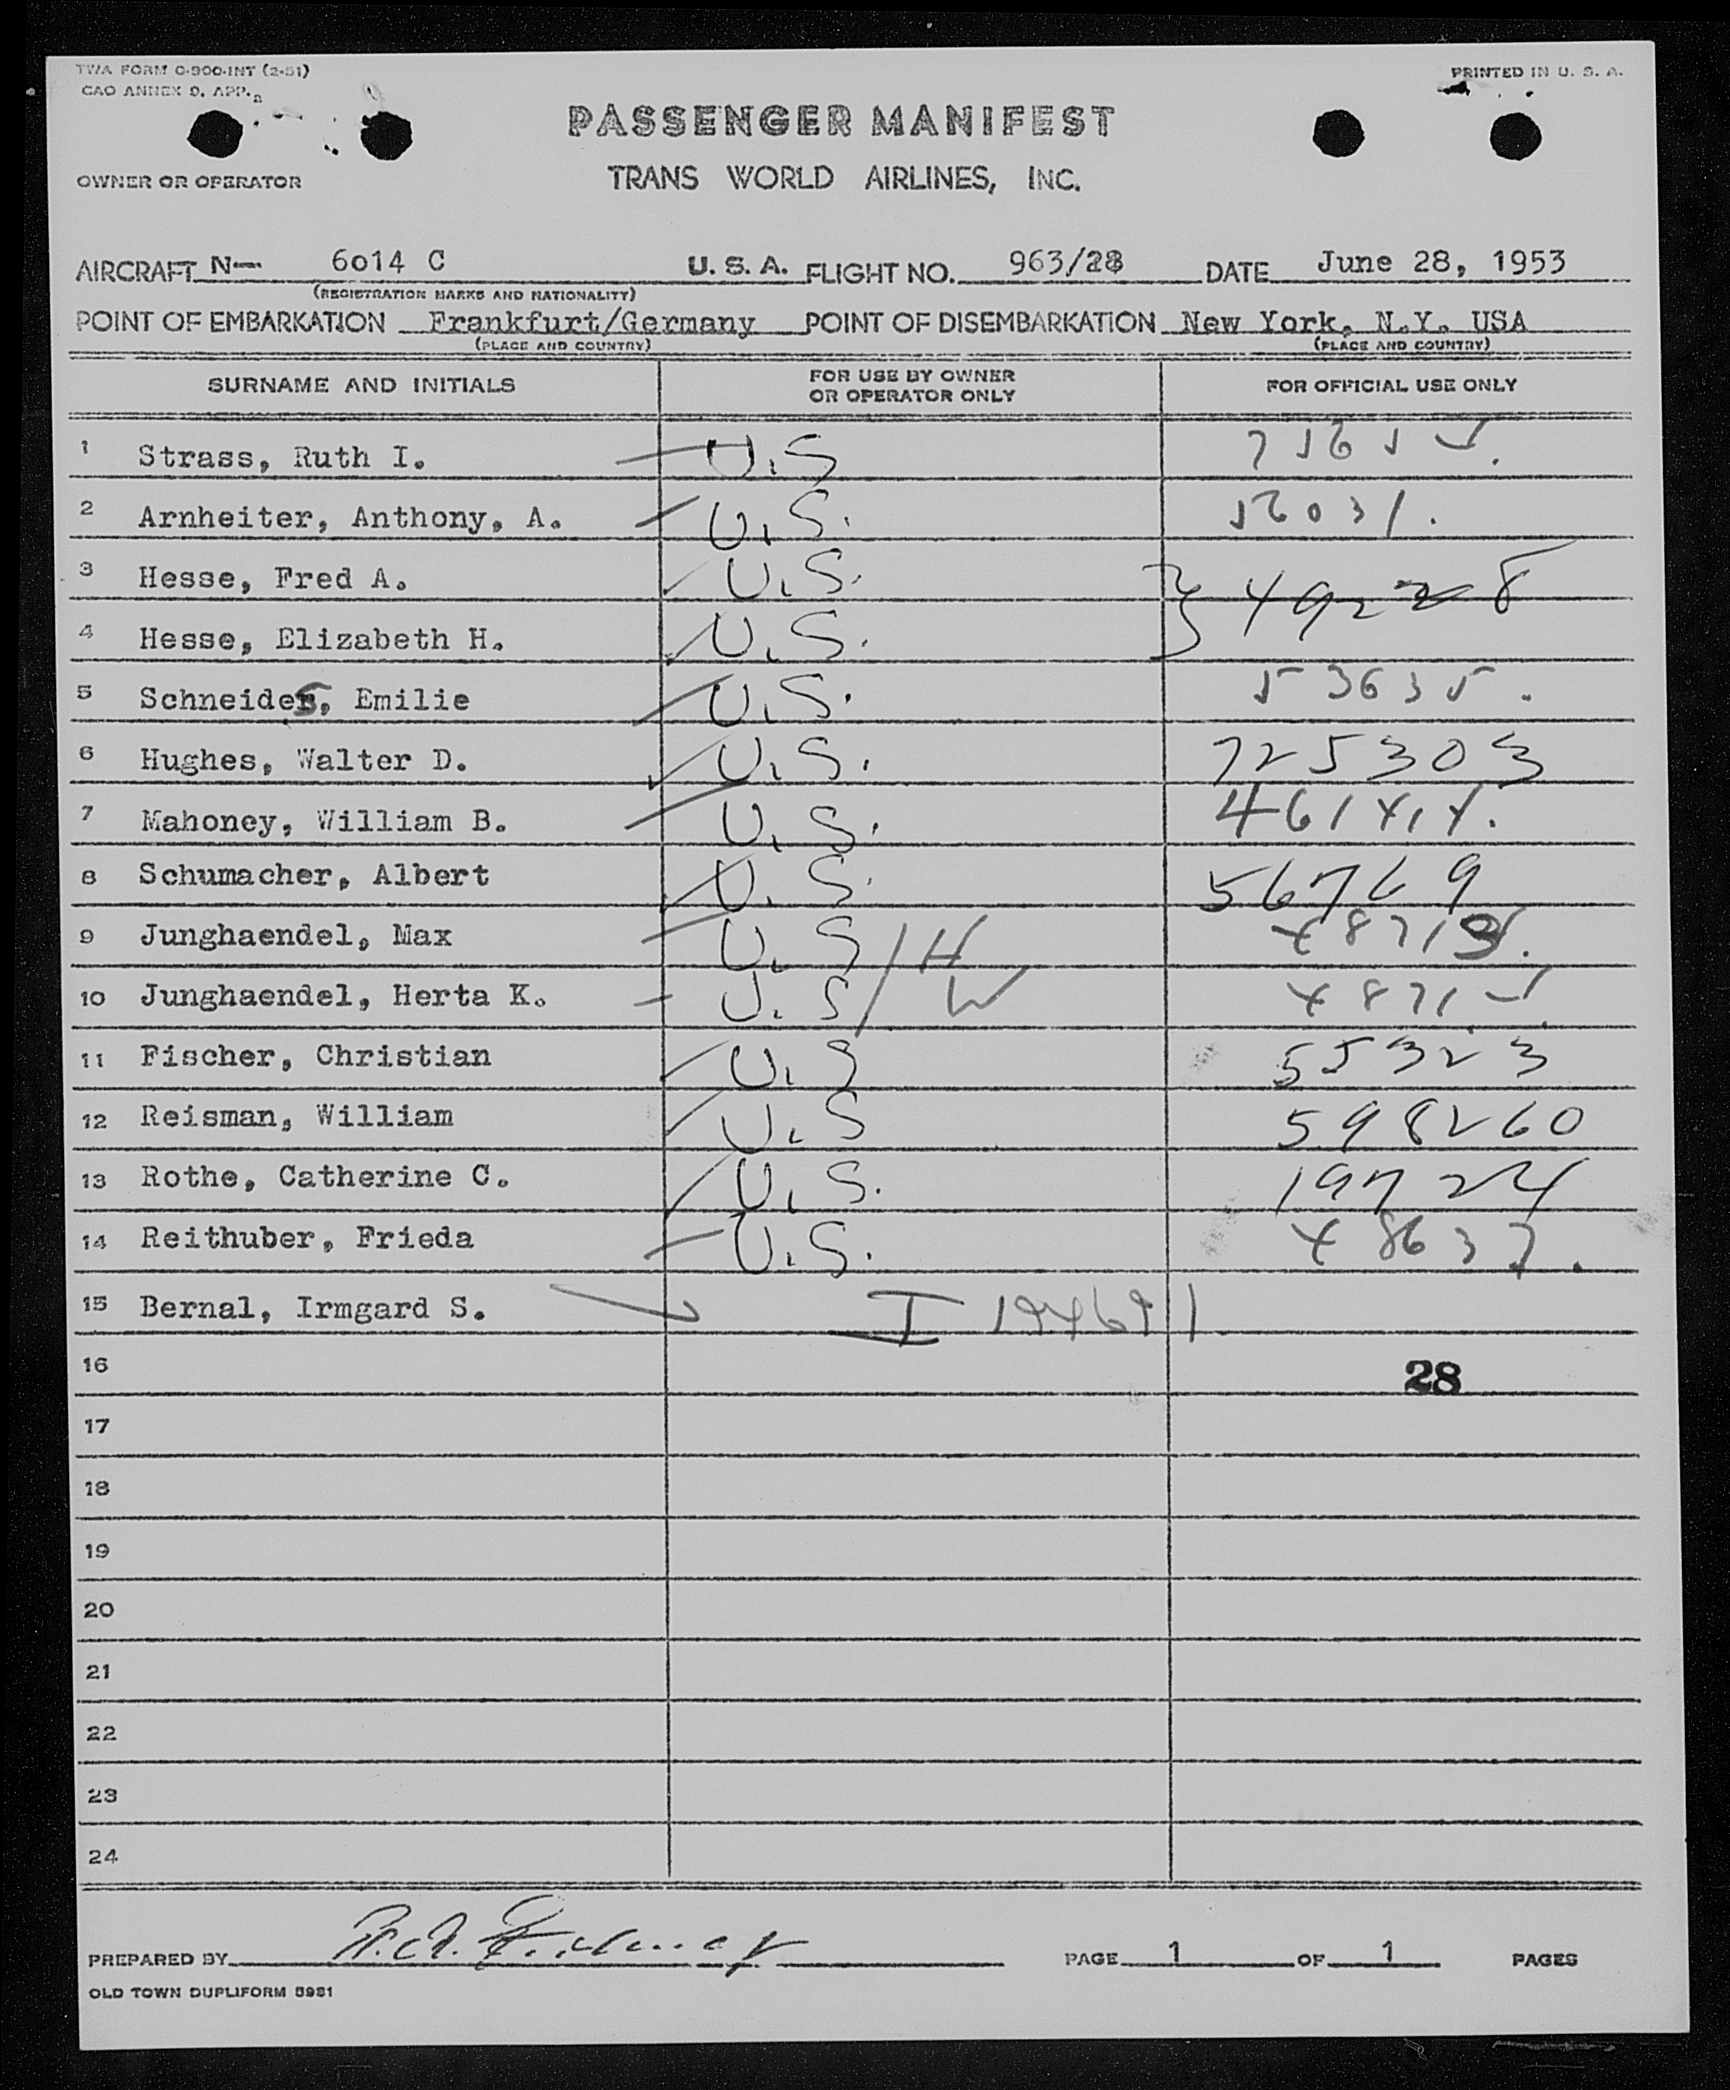 TWA FORM O-900-INT (2-51)
PRINTED IN U. S. A.
CAO ANNEX 9, APP.
PASSENGER MANIFEST
OWNER OR OPERATOR
TRANS WORLD AIRLINES, INC.
AIRCRAFT N— 6014 C U. S. A. FLIGHT NO. 963/28 DATE June 28, 1953
(REGISTRATION MARKS AND NATIONALITY)
POINT OF EMBARKATION Frankfurt/Germany POINT OF DISEMBARKATION New York, N.Y. USA
(PLACE AND COUNTRY) (PLACE AND COUNTRY)
SURNAME AND INITIALS FOR USE BY OWNER OR OPERATOR ONLY FOR OFFICIAL USE ONLY
1 Strass, Ruth I. U.S
2 Arnheiter, Anthony, A. U.S. 56031.
3 Hesse, Fred A. U.S.
4 Hesse, Elizabeth H. U.S. 49228
5 Schneider, Emilie U.S. 53635.
6 Hughes, Walter D. U.S. 725303
7 Mahoney, William B. U.S. 461414.
8 Schumacher, Albert U.S. 56769
9 Junghaendel, Max U.S / H
10 Junghaendel, Herta K. U.S / W
11 Fischer, Christian U.S 55323
12 Reisman, William U.S 598260
13 Rothe, Catherine C. U.S. 19724
14 Reithuber, Frieda U.S. 48637.
15 Bernal, Irmgard S. I 1946911
16 28
17
18
19
20
21
22
23
24
PREPARED BY PAGE 1 OF 1 PAGES
OLD TOWN DUPLIFORM 5981